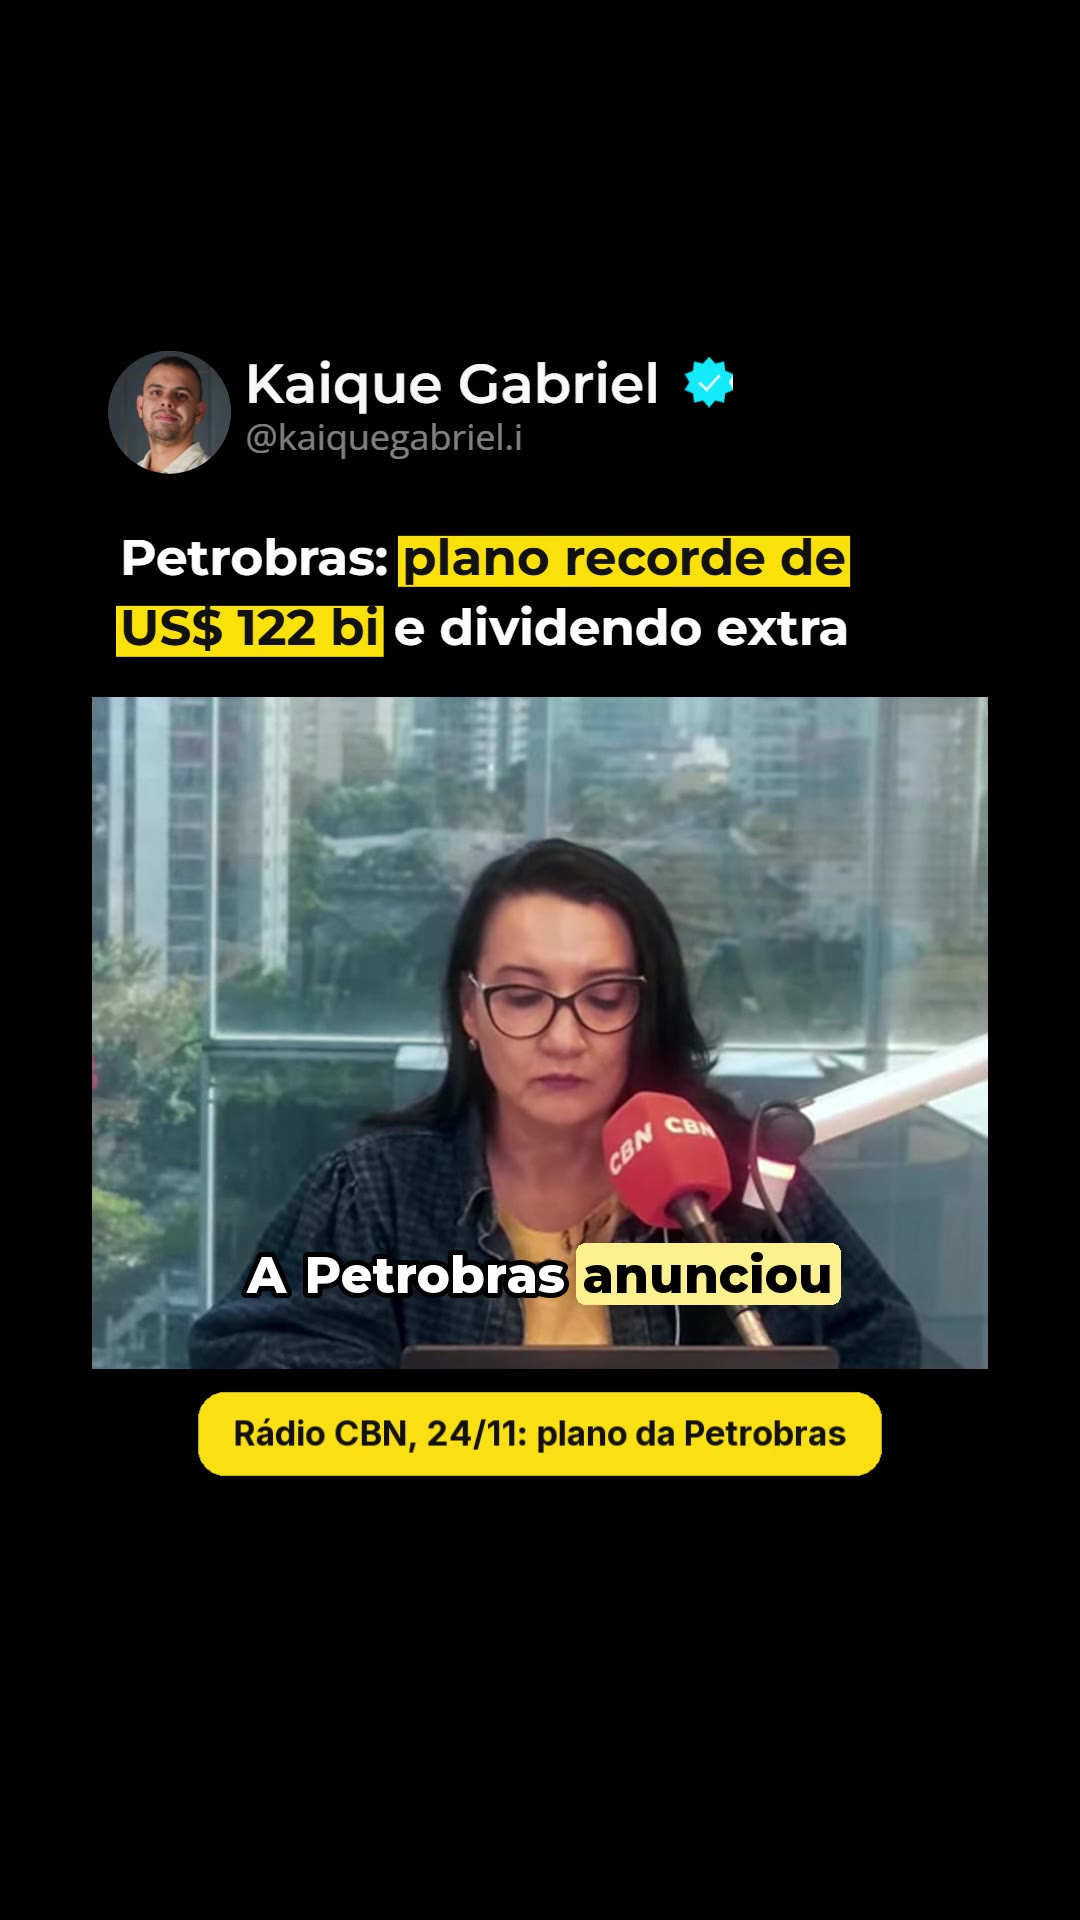 Kaique Gabriel
@kaiquegabriel.i
Petrobras: plano recorde de
US$ 122 bi e dividendo extra
CBN CBN
A Petrobras anunciou
Rádio CBN, 24/11: plano da Petrobras